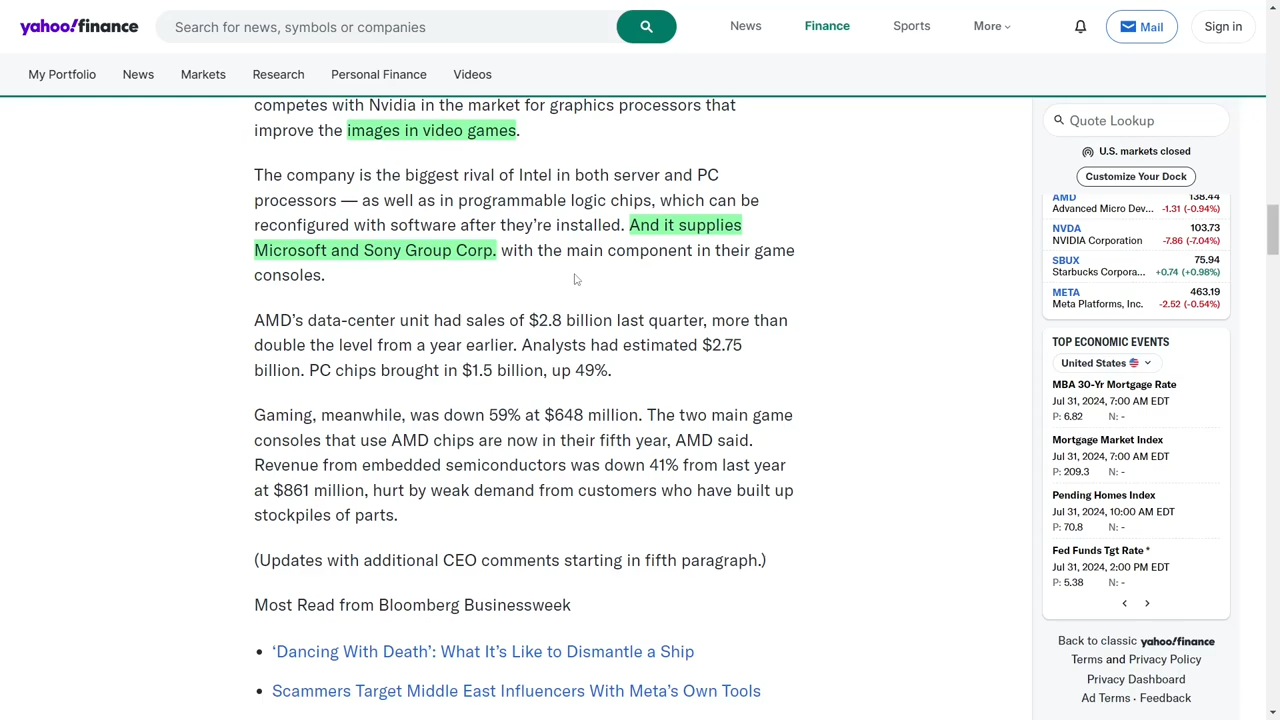 yahoo!finance
Search for news, symbols or companies
News
Finance
Sports
More
Mail
Sign in
My Portfolio
News
Markets
Research
Personal Finance
Videos
competes with Nvidia in the market for graphics processors that
improve the images in video games.
The company is the biggest rival of Intel in both server and PC
processors — as well as in programmable logic chips, which can be
reconfigured with software after they’re installed. And it supplies
Microsoft and Sony Group Corp. with the main component in their game
consoles.
AMD’s data-center unit had sales of $2.8 billion last quarter, more than
double the level from a year earlier. Analysts had estimated $2.75
billion. PC chips brought in $1.5 billion, up 49%.
Gaming, meanwhile, was down 59% at $648 million. The two main game
consoles that use AMD chips are now in their fifth year, AMD said.
Revenue from embedded semiconductors was down 41% from last year
at $861 million, hurt by weak demand from customers who have built up
stockpiles of parts.
(Updates with additional CEO comments starting in fifth paragraph.)
Most Read from Bloomberg Businessweek
• ‘Dancing With Death’: What It’s Like to Dismantle a Ship
• Scammers Target Middle East Influencers With Meta’s Own Tools
Quote Lookup
U.S. markets closed
Customize Your Dock
AMD 138.44
Advanced Micro Dev... -1.31 (-0.94%)
NVDA 103.73
NVIDIA Corporation -7.86 (-7.04%)
SBUX 75.94
Starbucks Corpora... +0.74 (+0.98%)
META 463.19
Meta Platforms, Inc. -2.52 (-0.54%)
TOP ECONOMIC EVENTS
United States
MBA 30-Yr Mortgage Rate
Jul 31, 2024, 7:00 AM EDT
P: 6.82 N: -
Mortgage Market Index
Jul 31, 2024, 7:00 AM EDT
P: 209.3 N: -
Pending Homes Index
Jul 31, 2024, 10:00 AM EDT
P: 70.8 N: -
Fed Funds Tgt Rate *
Jul 31, 2024, 2:00 PM EDT
P: 5.38 N: -
Back to classic yahoo!finance
Terms and Privacy Policy
Privacy Dashboard
Ad Terms · Feedback